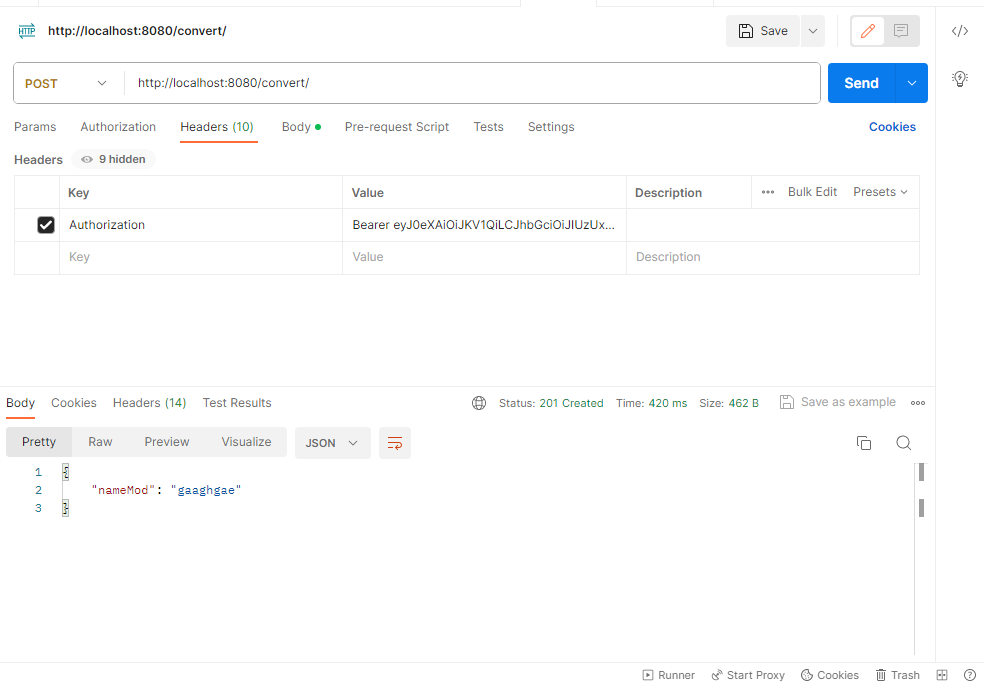 HTTP http://localhost:8080/convert/ Save
POST http://localhost:8080/convert/ Send
Params Authorization Headers (10) Body Pre-request Script Tests Settings Cookies
Headers 9 hidden
Key Value Description Bulk Edit Presets
Authorization Bearer eyJ0eXAiOiJKV1QiLCJhbGciOiJIUzUx...
Key Value Description
Body Cookies Headers (14) Test Results Status: 201 Created Time: 420 ms Size: 462 B Save as example
Pretty Raw Preview Visualize JSON
1 {
2 "nameMod": "gaaghgae"
3 }
Runner Start Proxy Cookies Trash